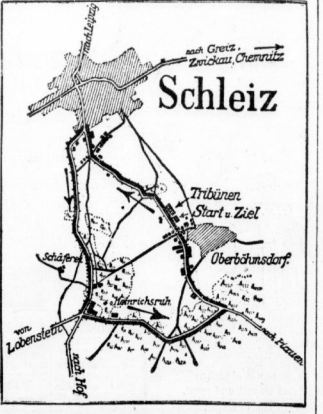 nach Leipzig
nach Greiz,
Zwickau, Chemnitz
Schleiz
Tribünen
Start u. Ziel
Oberböhmsdorf.
Schäferei
Heinrichsruh.
von
Lobenstein
nach Hof
nach Plauen